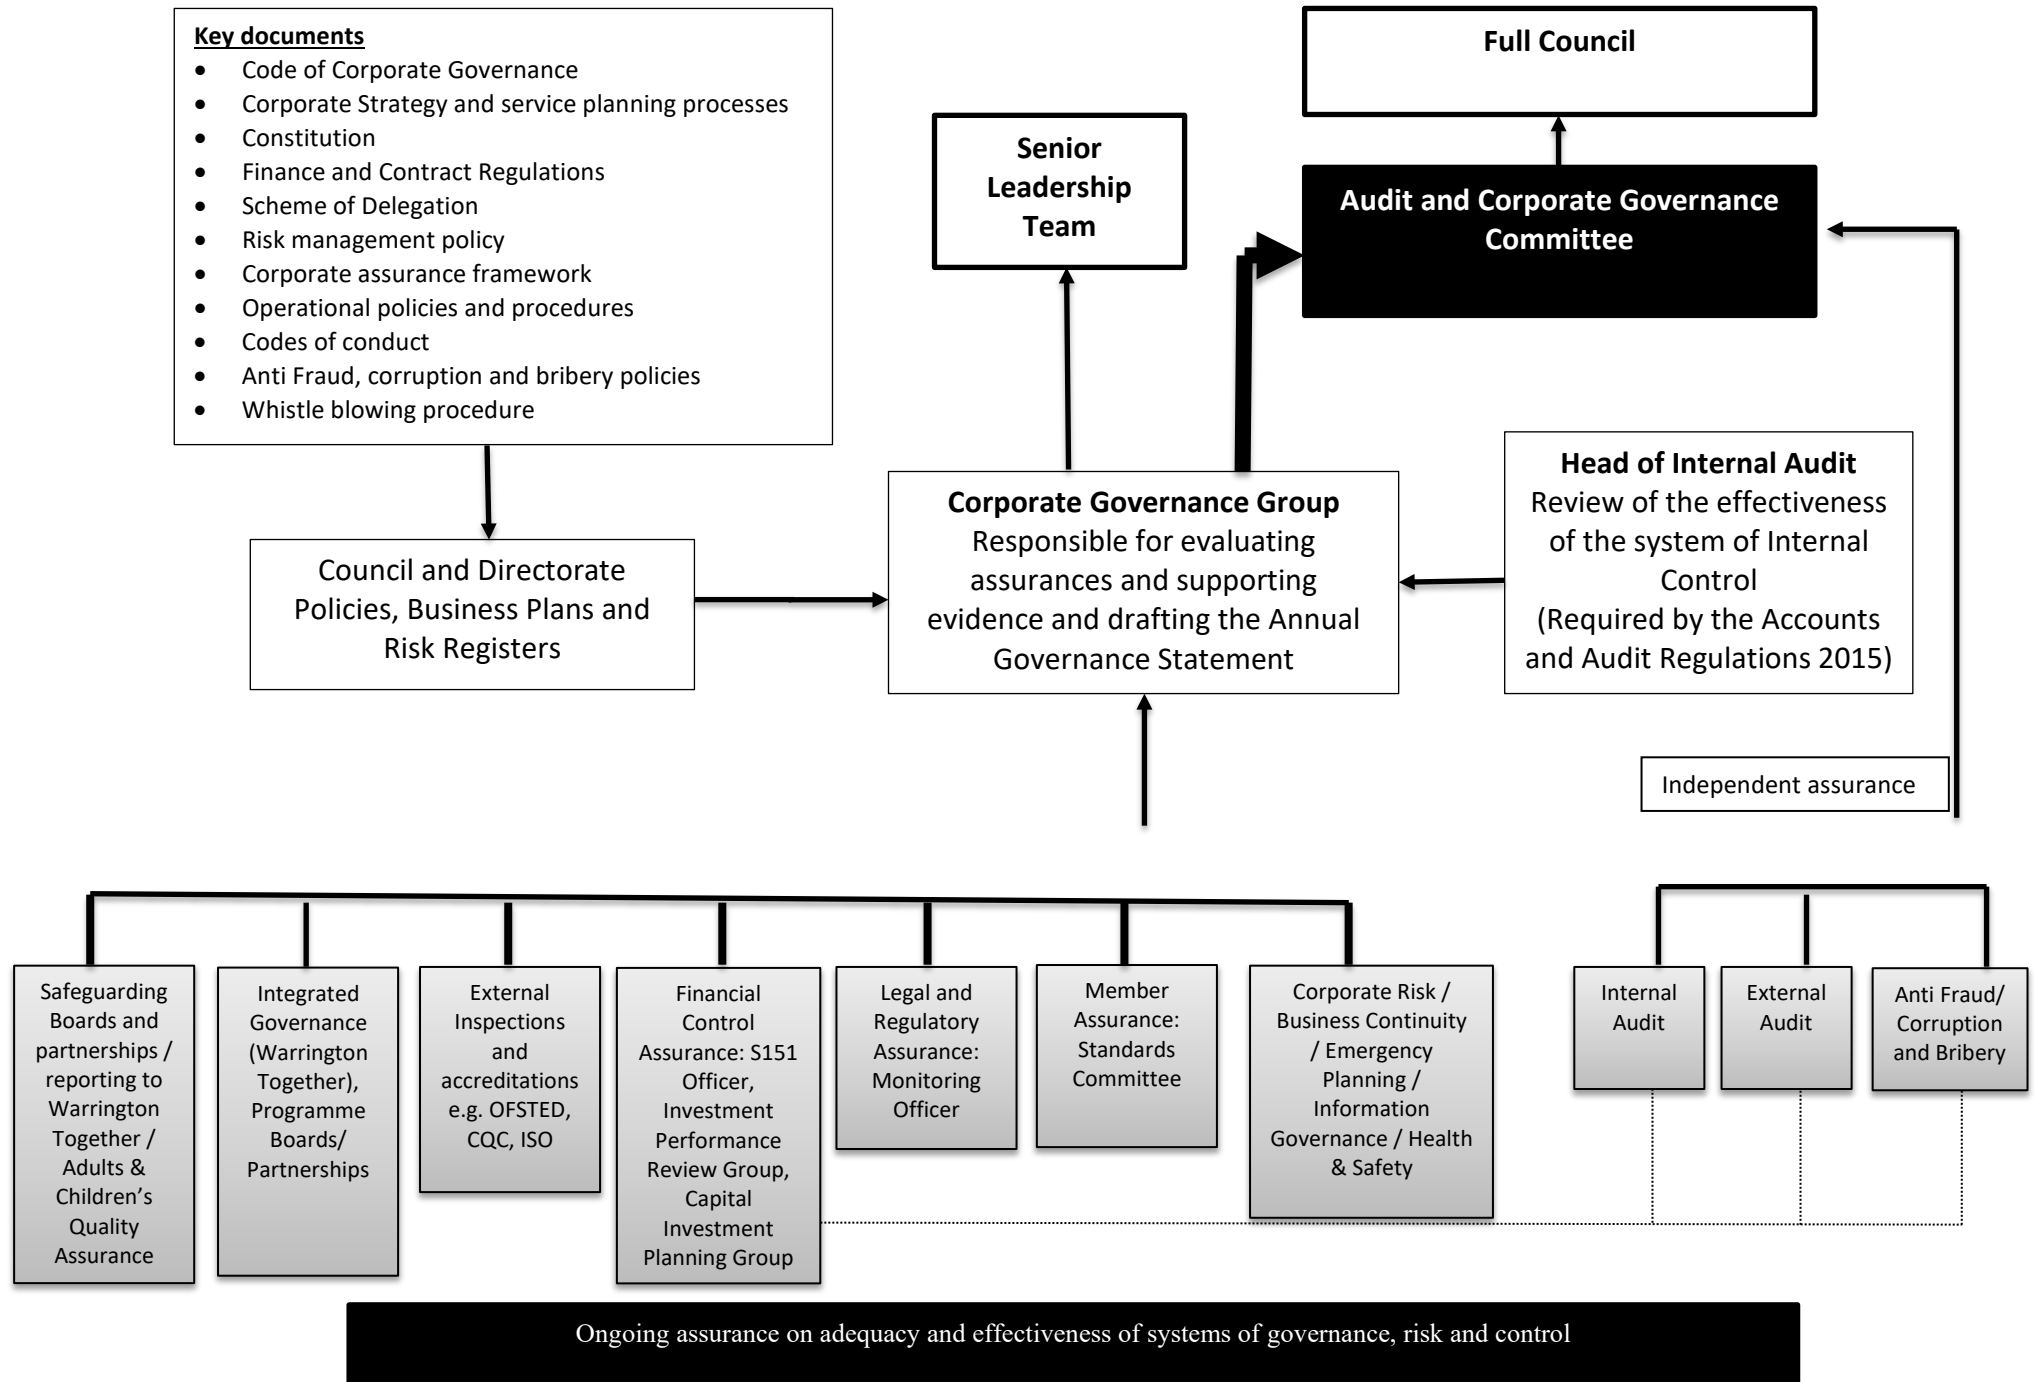 Key documents
• Code of Corporate Governance
• Corporate Strategy and service planning processes
• Constitution
• Finance and Contract Regulations
• Scheme of Delegation
• Risk management policy
• Corporate assurance framework
• Operational policies and procedures
• Codes of conduct
• Anti Fraud, corruption and bribery policies
• Whistle blowing procedure
Full Council
Senior
Leadership
Team
Audit and Corporate Governance
Committee
Council and Directorate
Policies, Business Plans and
Risk Registers
Corporate Governance Group
Responsible for evaluating
assurances and supporting
evidence and drafting the Annual
Governance Statement
Head of Internal Audit
Review of the effectiveness
of the system of Internal
Control
(Required by the Accounts
and Audit Regulations 2015)
Independent assurance
Safeguarding
Boards and
partnerships /
reporting to
Warrington
Together /
Adults &
Children’s
Quality
Assurance
Integrated
Governance
(Warrington
Together),
Programme
Boards/
Partnerships
External
Inspections
and
accreditations
e.g. OFSTED,
CQC, ISO
Financial
Control
Assurance: S151
Officer,
Investment
Performance
Review Group,
Capital
Investment
Planning Group
Legal and
Regulatory
Assurance:
Monitoring
Officer
Member
Assurance:
Standards
Committee
Corporate Risk /
Business Continuity
/ Emergency
Planning /
Information
Governance / Health
& Safety
Internal
Audit
External
Audit
Anti Fraud/
Corruption
and Bribery
Ongoing assurance on adequacy and effectiveness of systems of governance, risk and control